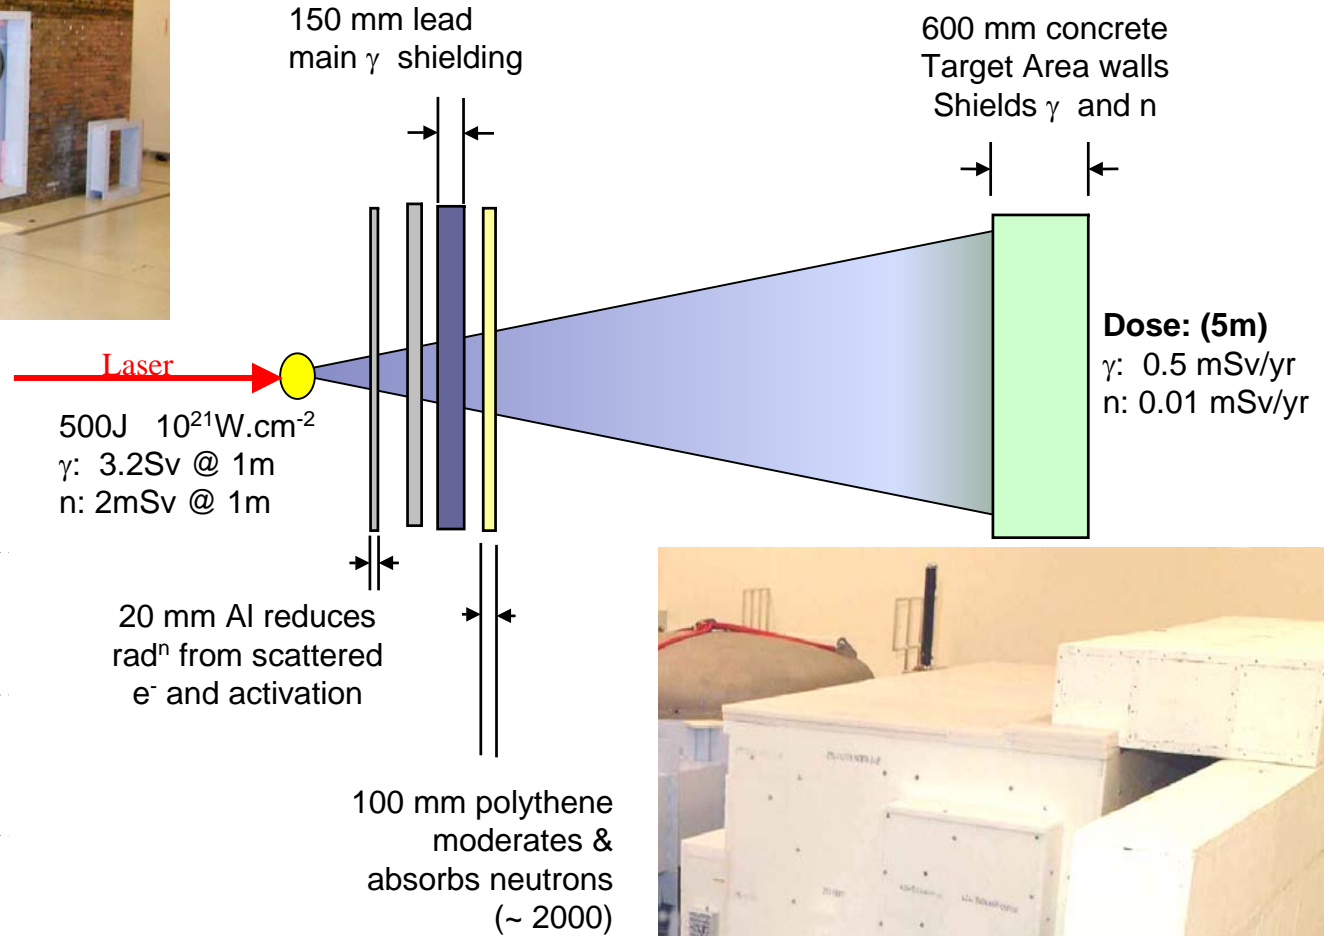 150 mm lead
main γ shielding
600 mm concrete
Target Area walls
Shields γ and n
Laser
500J 10²¹W.cm⁻²
γ: 3.2Sv @ 1m
n: 2mSv @ 1m
Dose: (5m)
γ: 0.5 mSv/yr
n: 0.01 mSv/yr
20 mm Al reduces
radⁿ from scattered
e⁻ and activation
100 mm polythene
moderates &
absorbs neutrons
(~ 2000)